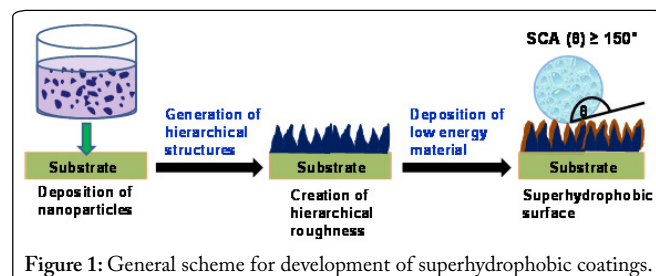 SCA (θ) ≥ 150°
θ
Generation of
hierarchical
structures
Deposition of
low energy
material
Substrate
Substrate
Substrate
Deposition of
nanoparticles
Creation of
hierarchical
roughness
Superhydrophobic
surface
Figure 1: General scheme for development of superhydrophobic coatings.